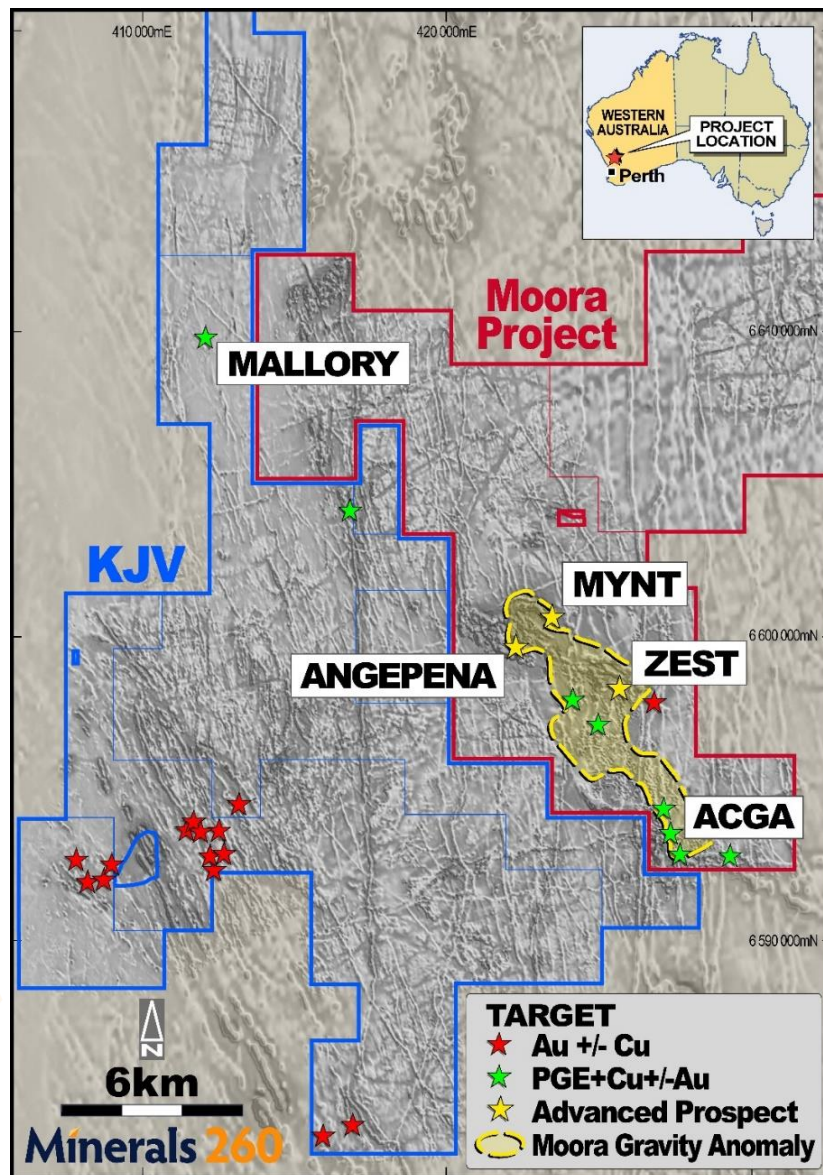 410 000mE
420 000mE
WESTERN
AUSTRALIA
PROJECT
LOCATION
Perth
Moora
Project
6 610 000mN
MALLORY
KJV
MYNT
6 600 000mN
ANGEPENA
ZEST
ACGA
6 590 000mN
N
6km
Minerals 260
TARGET
Au +/- Cu
PGE+Cu+/-Au
Advanced Prospect
Moora Gravity Anomaly